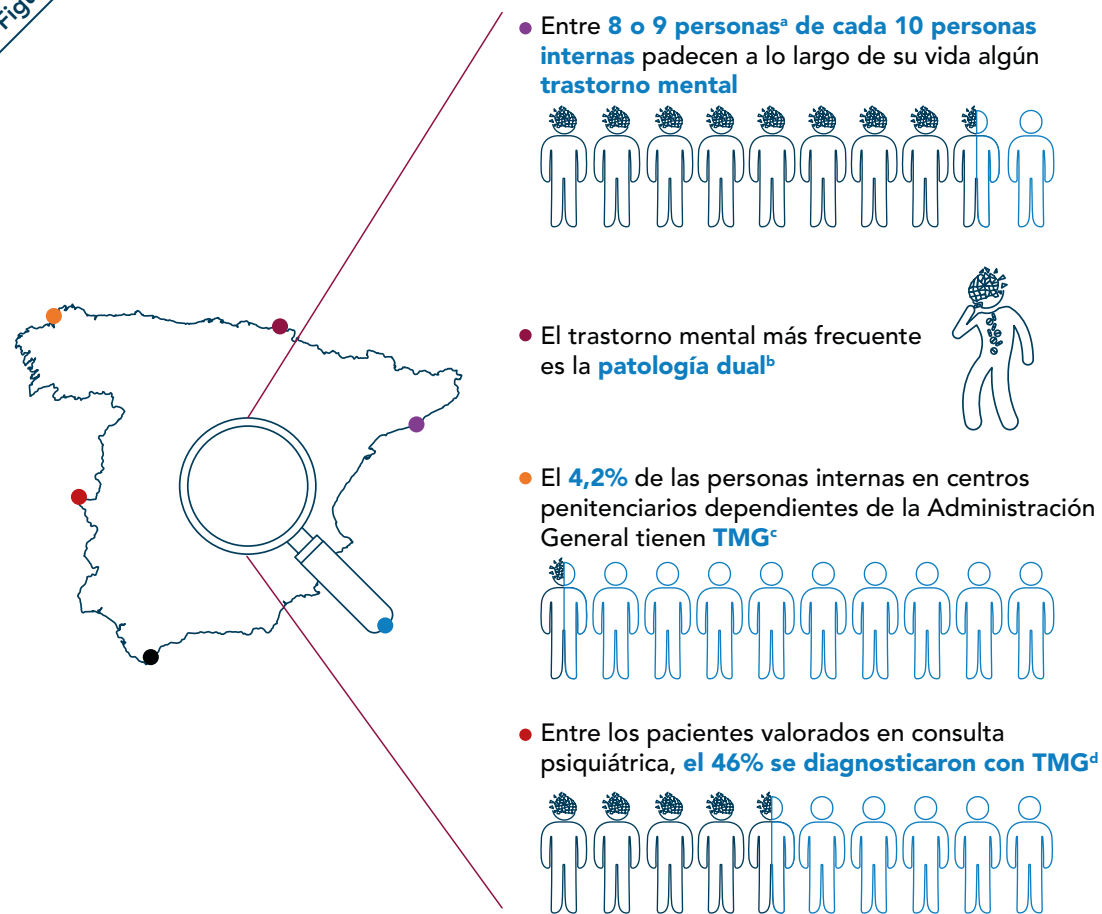 Figu
Entre 8 o 9 personasᵃ de cada 10 personas
internas padecen a lo largo de su vida algún
trastorno mental
El trastorno mental más frecuente
es la patología dualᵇ
El 4,2% de las personas internas en centros
penitenciarios dependientes de la Administración
General tienen TMGᶜ
Entre los pacientes valorados en consulta
psiquiátrica, el 46% se diagnosticaron con TMGᵈ